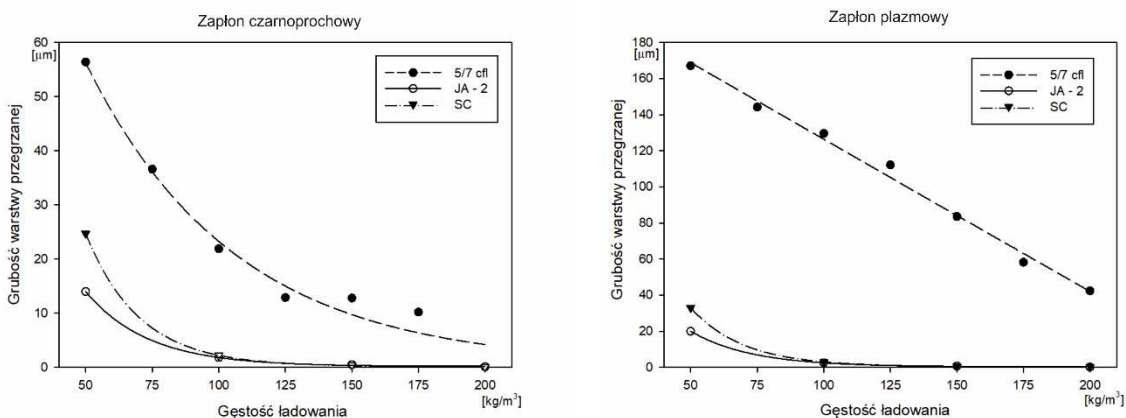 Zapłon czarnoprochowy
60
[μm]
50
40
30
20
10
0
Grubość warstwy przegrzanej
5/7 cfl
JA - 2
SC
50 75 100 125 150 175 200
[kg/m³]
Gęstość ładowania
Zapłon plazmowy
180
[μm]
160
140
120
100
80
60
40
20
0
Grubość warstwy przegrzanej
5/7 cfl
JA - 2
SC
50 75 100 125 150 175 200
[kg/m³]
Gęstość ładowania